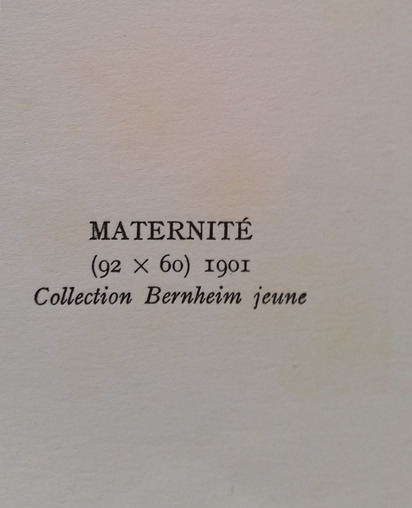 MATERNITÉ
(92 × 60) 1901
Collection Bernheim jeune